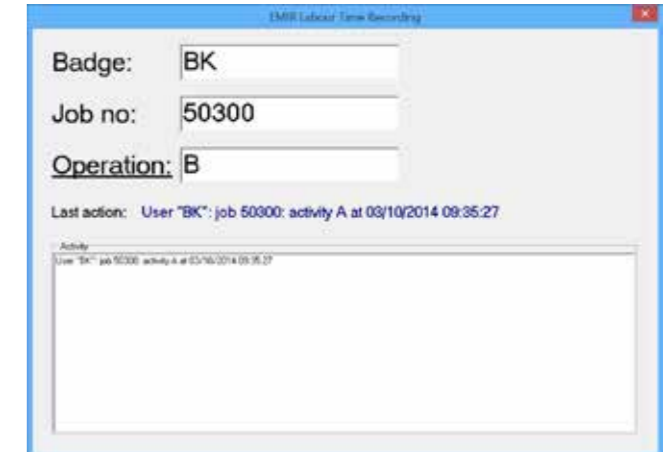 EMIR Labour Time Recording
Badge: BK
Job no: 50300
Operation: B
Last action: User "BK": job 50300: activity A at 03/10/2014 09:35:27
Activity
User "BK": job 50300: activity A at 03/10/2014 09:35:27